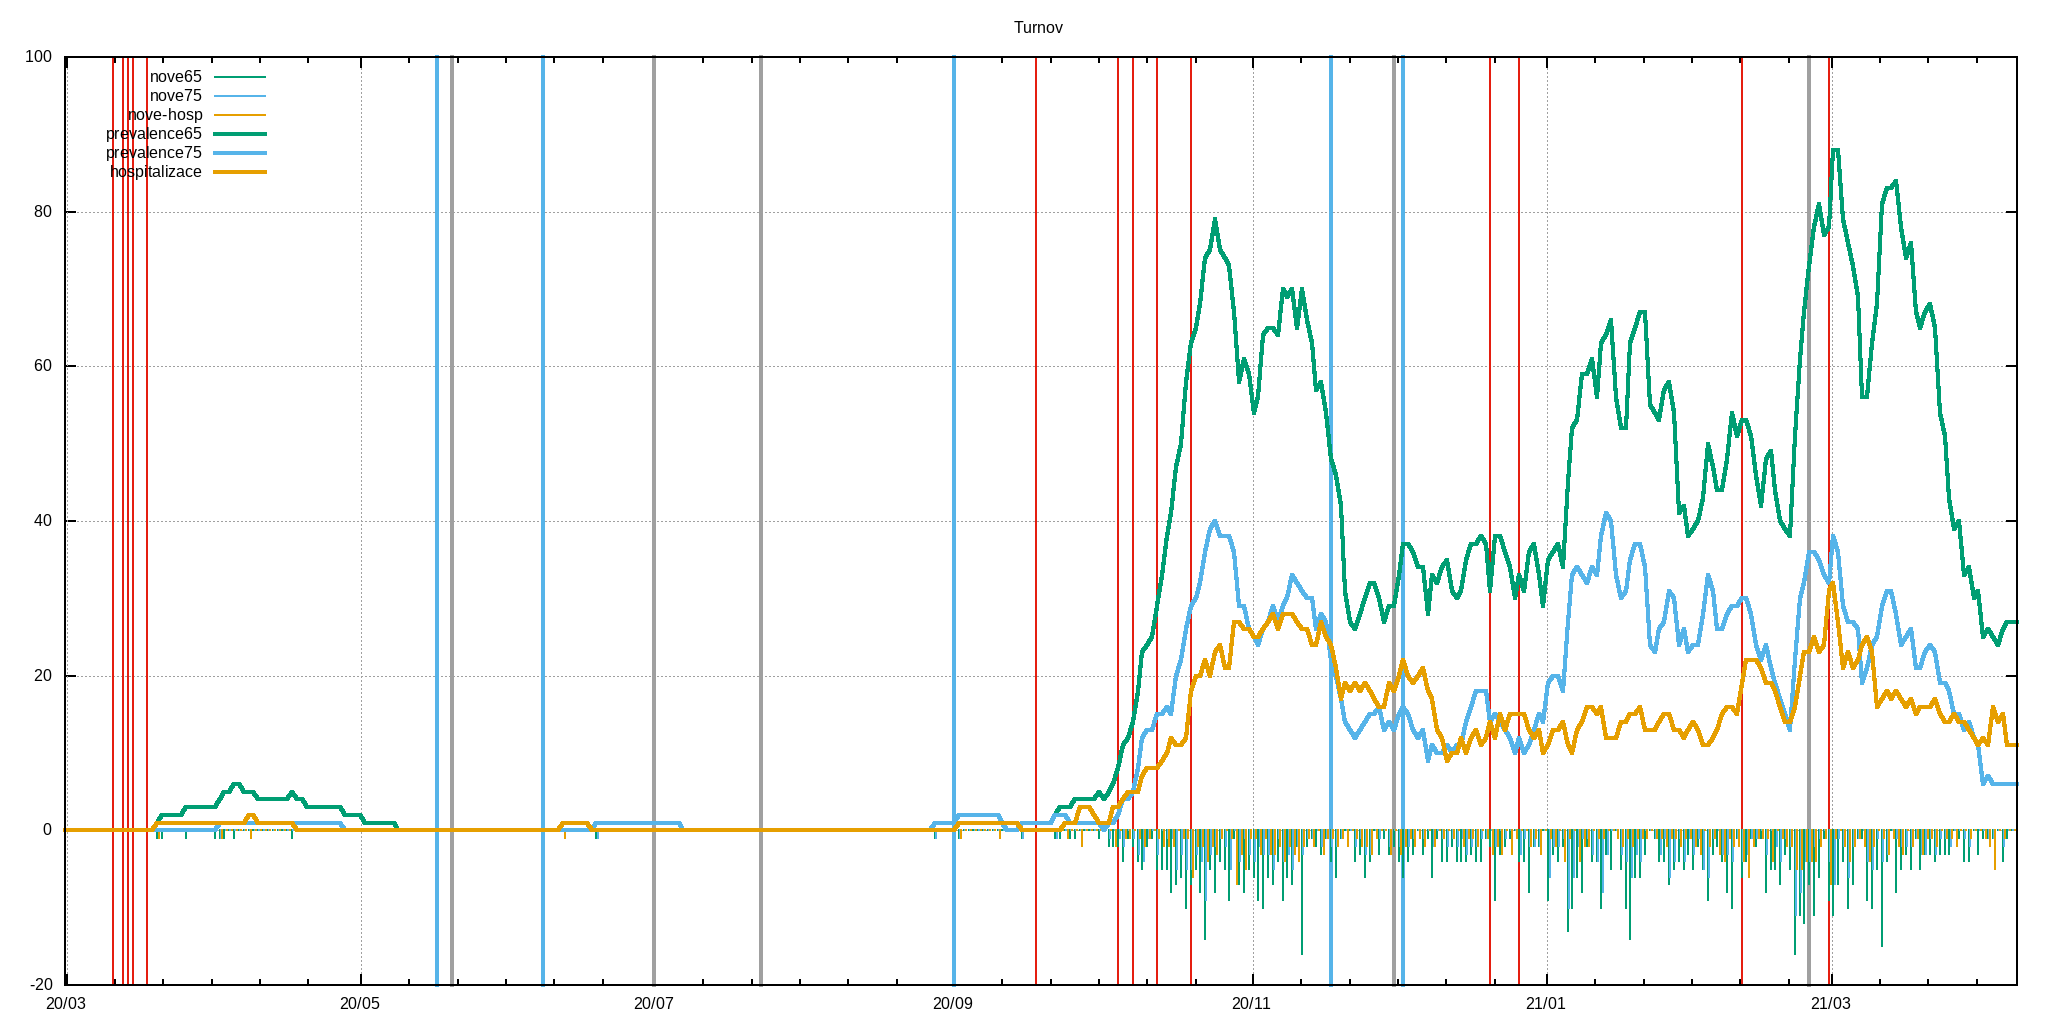 Turnov
100
nove65
nove75
nove-hosp
prevalence65
prevalence75
hospitalizace
80
60
40
20
0
-20
20/03 20/05 20/07 20/09 20/11 21/01 21/03